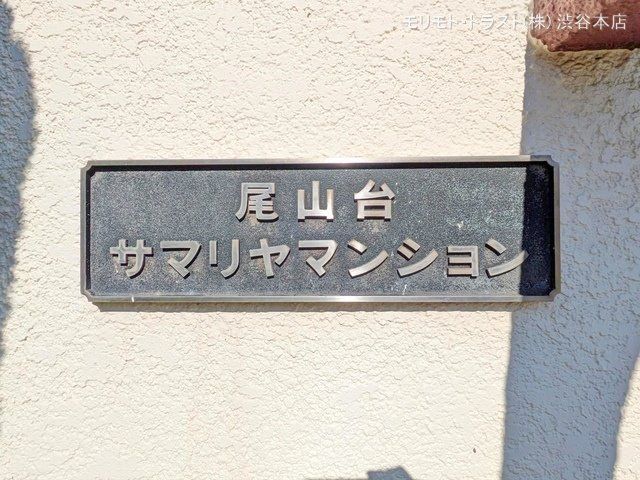 モリモト・トラスト(株) 渋谷本店
尾山台
サマリヤマンション